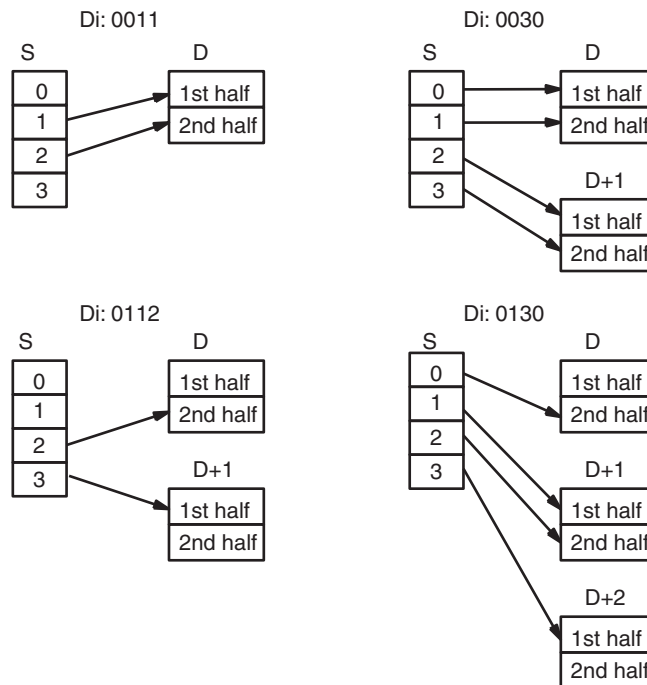 Di: 0011
S D
0
1
2
3
1st half
2nd half
Di: 0030
S D
0
1
2
3
1st half
2nd half
D+1
1st half
2nd half
Di: 0112
S D
0
1
2
3
1st half
2nd half
D+1
1st half
2nd half
Di: 0130
S D
0
1
2
3
1st half
2nd half
D+1
1st half
2nd half
D+2
1st half
2nd half